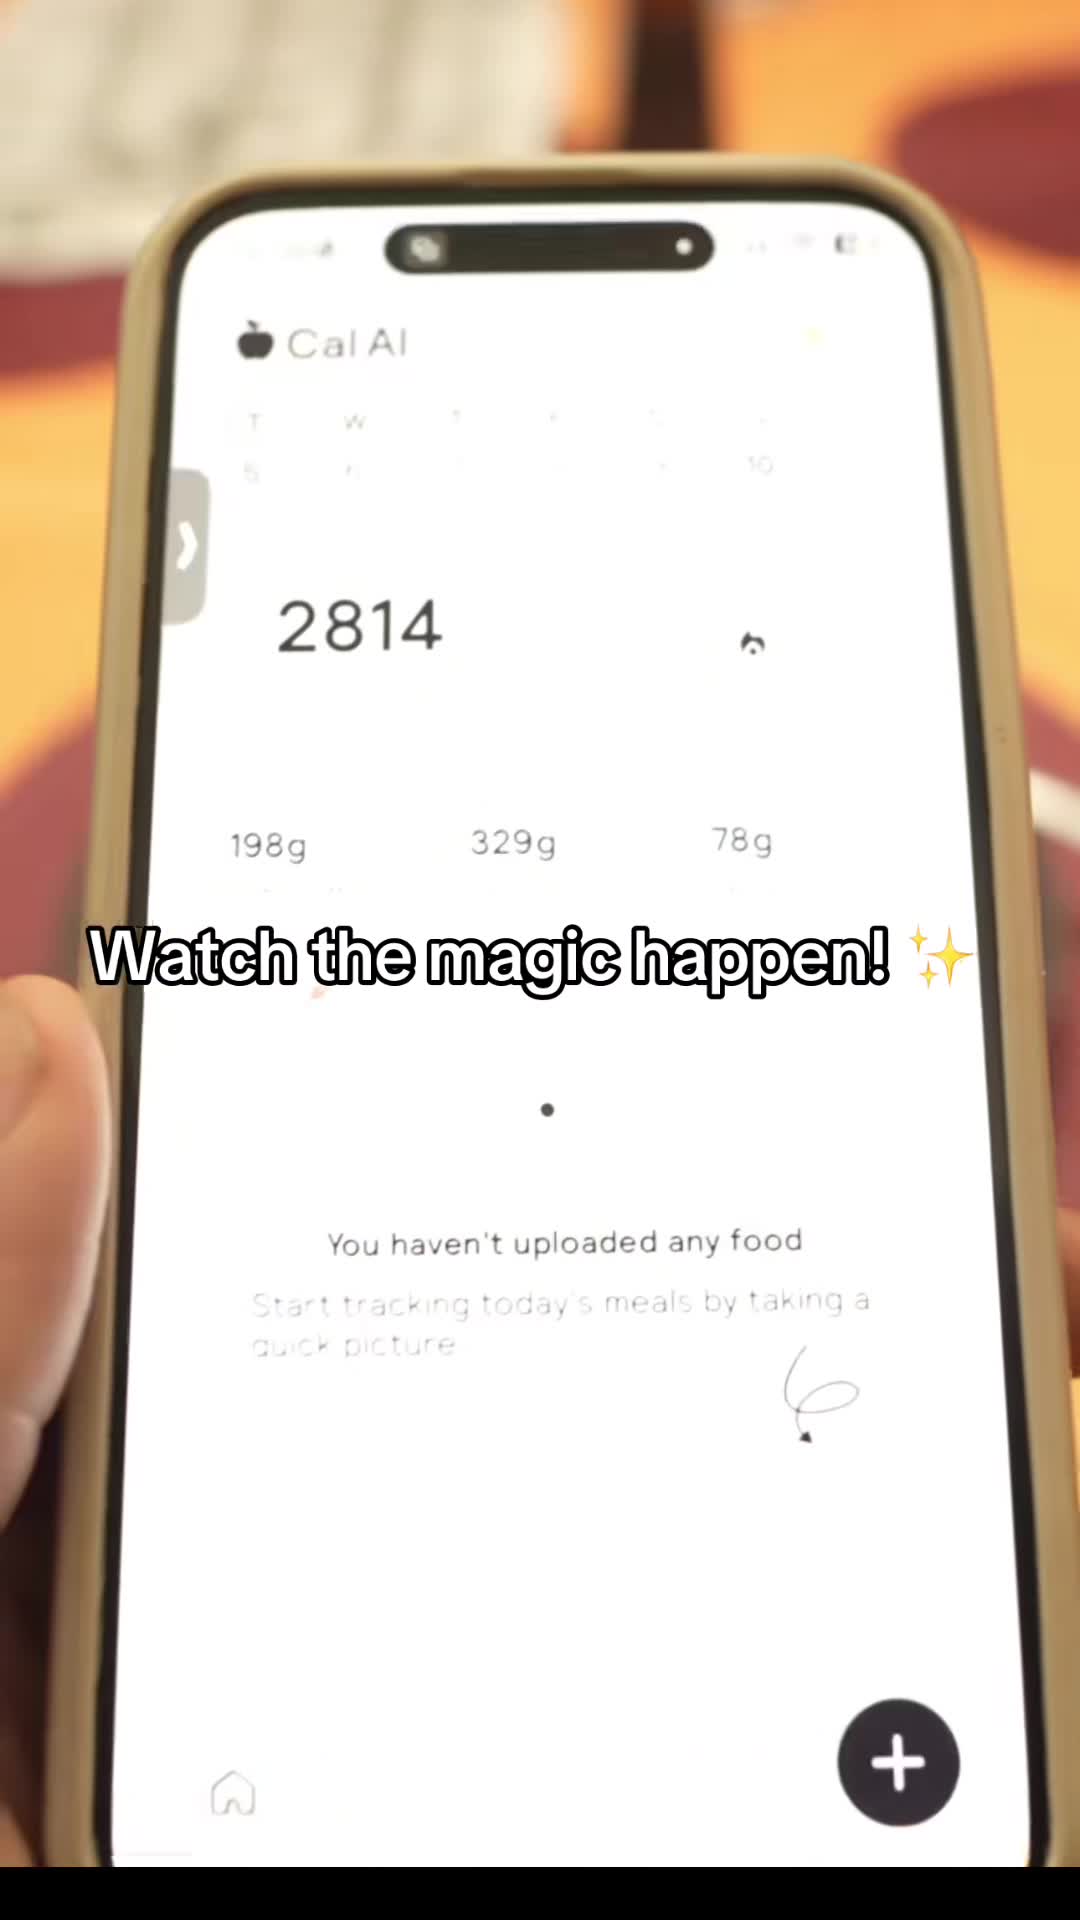 Cal AI
T W
5 10
2814
198g 329g 78g
Watch the magic happen! ✨
You haven't uploaded any food
Start tracking today's meals by taking a
quick picture